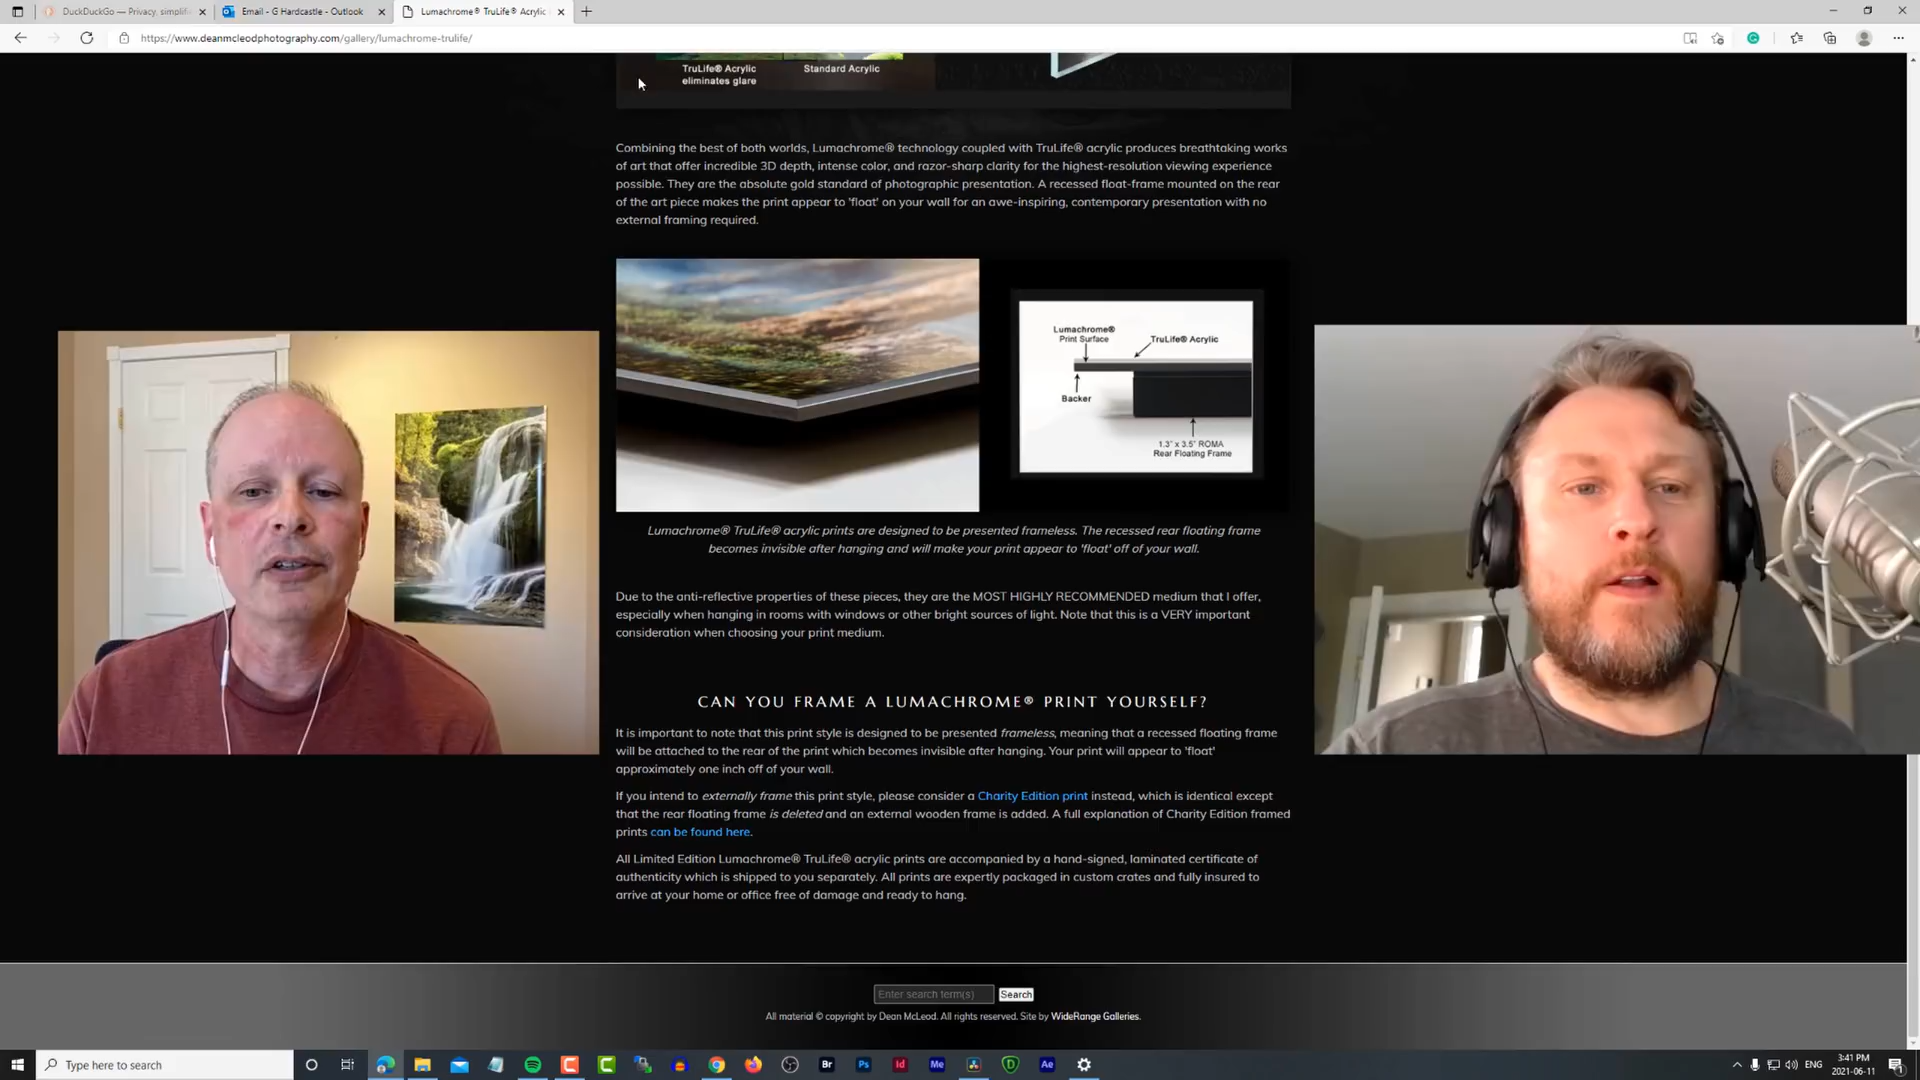 DuckDuckGo — Privacy, simplifi
Email - G Hardcastle - Outlook
Lumachrome® TruLife® Acrylic
https://www.deanmcleodphotography.com/gallery/lumachrome-trulife/
TruLife® Acrylic
eliminates glare
Standard Acrylic
Combining the best of both worlds, Lumachrome® technology coupled with TruLife® acrylic produces breathtaking works
of art that offer incredible 3D depth, intense color, and razor-sharp clarity for the highest-resolution viewing experience
possible. They are the absolute gold standard of photographic presentation. A recessed float-frame mounted on the rear
of the art piece makes the print appear to 'float' on your wall for an awe-inspiring, contemporary presentation with no
external framing required.
Lumachrome®
Print Surface
TruLife® Acrylic
Backer
1.3" x 3.5" ROMA
Rear Floating Frame
Lumachrome® TruLife® acrylic prints are designed to be presented frameless. The recessed rear floating frame
becomes invisible after hanging and will make your print appear to 'float' off of your wall.
Due to the anti-reflective properties of these pieces, they are the MOST HIGHLY RECOMMENDED medium that I offer,
especially when hanging in rooms with windows or other bright sources of light. Note that this is a VERY important
consideration when choosing your print medium.
CAN YOU FRAME A LUMACHROME® PRINT YOURSELF?
It is important to note that this print style is designed to be presented frameless, meaning that a recessed floating frame
will be attached to the rear of the print which becomes invisible after hanging. Your print will appear to 'float'
approximately one inch off of your wall.
If you intend to externally frame this print style, please consider a Charity Edition print instead, which is identical except
that the rear floating frame is deleted and an external wooden frame is added. A full explanation of Charity Edition framed
prints can be found here.
All Limited Edition Lumachrome® TruLife® acrylic prints are accompanied by a hand-signed, laminated certificate of
authenticity which is shipped to you separately. All prints are expertly packaged in custom crates and fully insured to
arrive at your home or office free of damage and ready to hang.
Enter search term(s)
Search
All material © copyright by Dean McLeod. All rights reserved. Site by WideRange Galleries.
Type here to search
Br
Ps
Id
Me
Ae
ENG
3:41 PM
2021-06-11